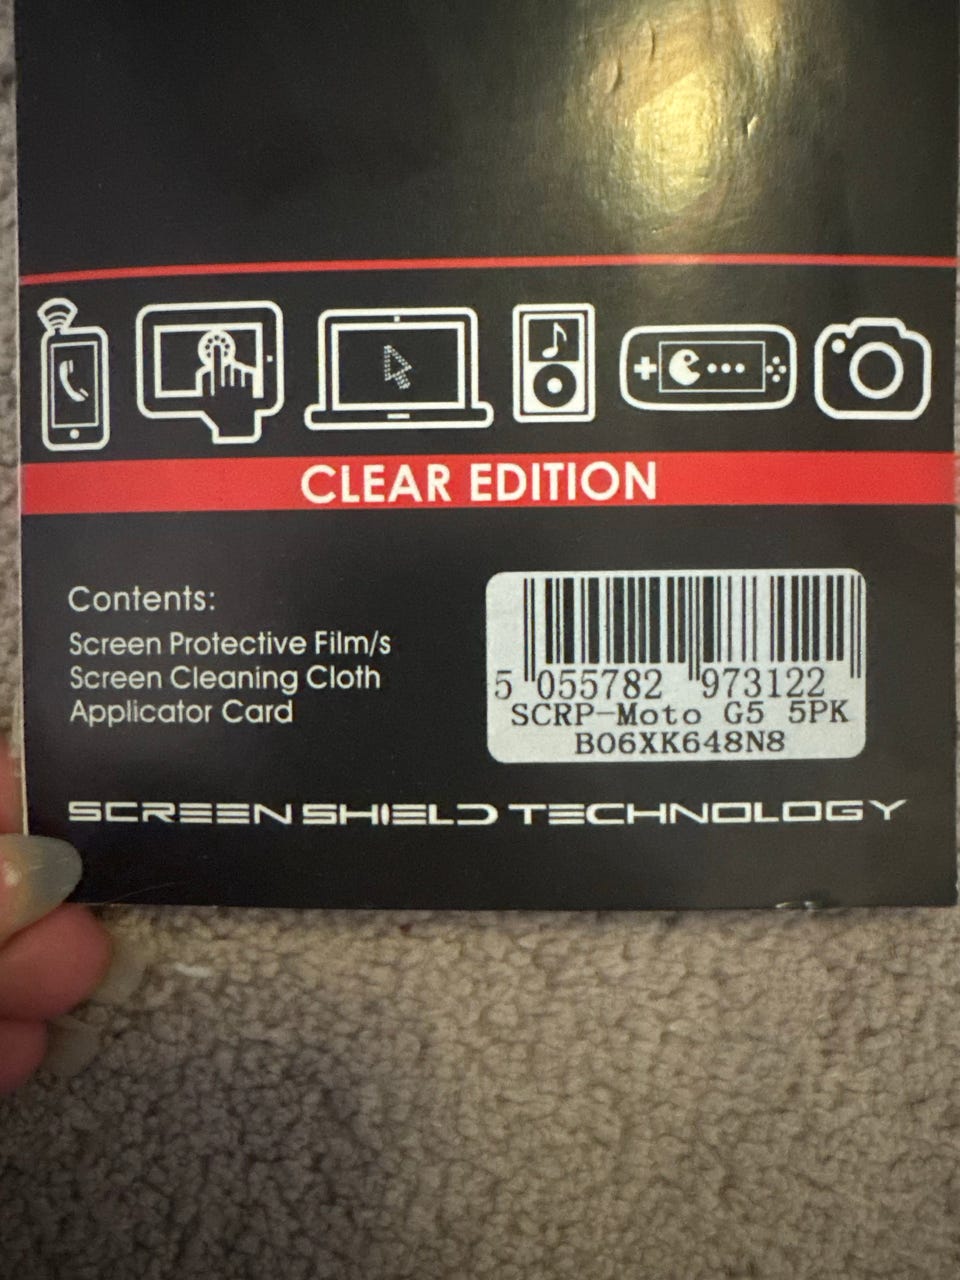 CLEAR EDITION
Contents:
Screen Protective Film/s
Screen Cleaning Cloth
Applicator Card
5 055782 973122
SCRP-Moto G5 5PK
B06XK648N8
SCREEN SHIELD TECHNOLOGY